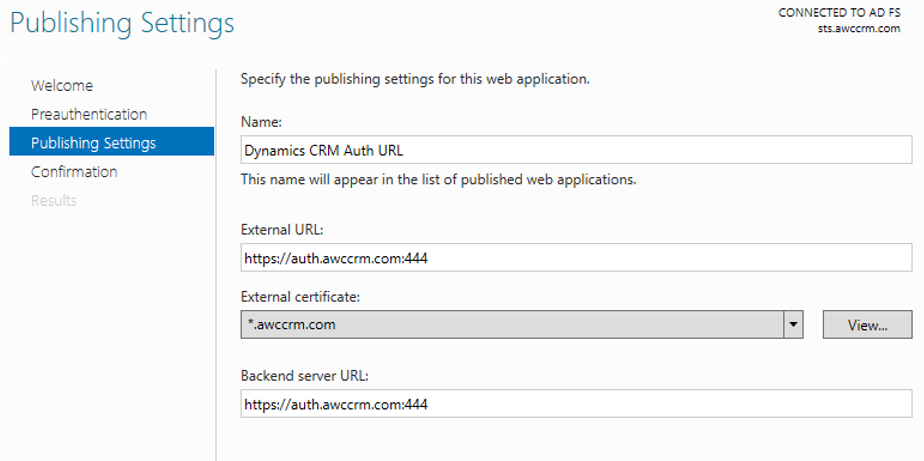 Publishing Settings
CONNECTED TO AD FS
sts.awccrm.com
Welcome
Preauthentication
Publishing Settings
Confirmation
Results
Specify the publishing settings for this web application.
Name:
Dynamics CRM Auth URL
This name will appear in the list of published web applications.
External URL:
https://auth.awccrm.com:444
External certificate:
*.awccrm.com
View...
Backend server URL:
https://auth.awccrm.com:444